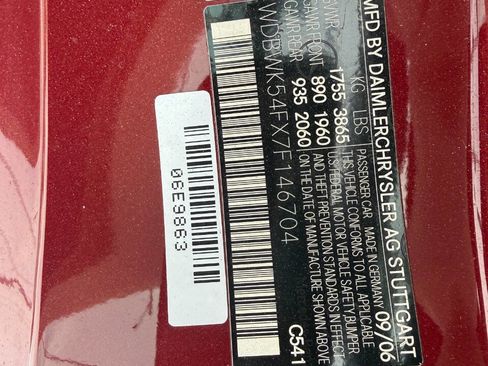 MFD BY DAIMLERCHRYSLER AG STUTTGART
PASSENGER CAR MADE IN GERMANY 09/06
KG LBS THIS VEHICLE CONFORMS TO ALL APPLICABLE
GVWR 1755 3865 U.S. FEDERAL MOTOR VEHICLE SAFETY, BUMPER
GAWR FRONT 890 1960 AND THEFT PREVENTION STANDARDS IN EFFECT
GAWR REAR 935 2060 ON DATE OF MANUFACTURE SHOWN ABOVE
WDBWK54FX7F146704 C541
06E9863